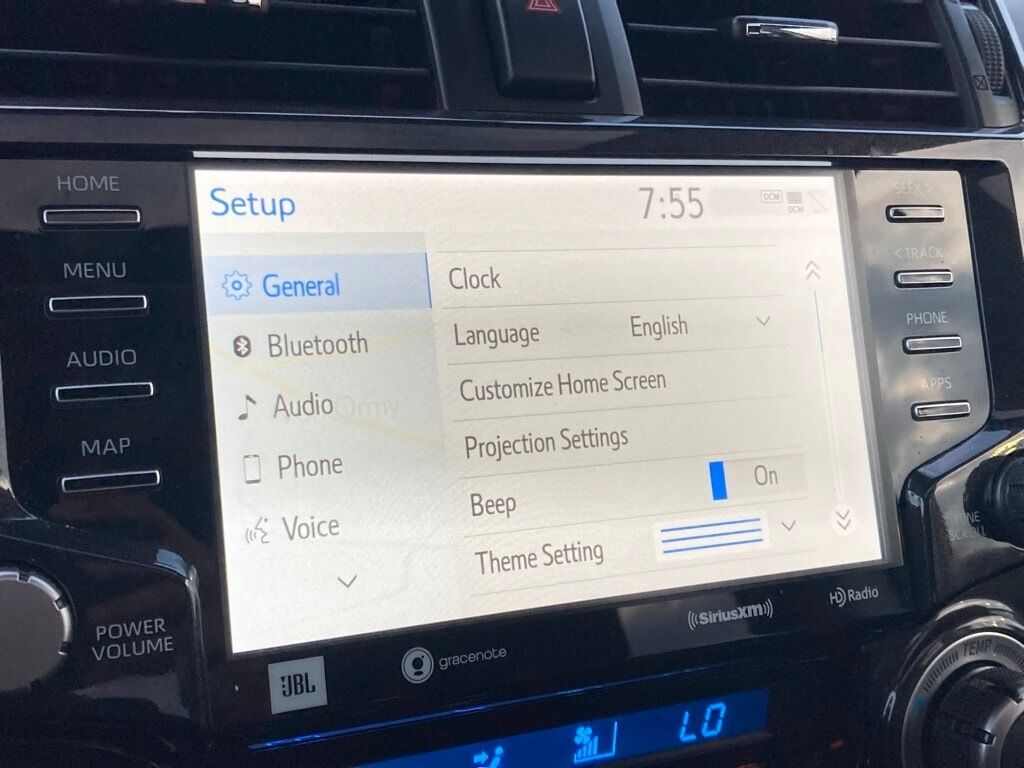 HOME
MENU
AUDIO
MAP
POWER
VOLUME
Setup
7:55
DCM
DCM
General
Bluetooth
Audio
Phone
Voice
Clock
Language English
Customize Home Screen
Projection Settings
Beep On
Theme Setting
SEEK >
< TRACK
PHONE
APPS
SCROLL
JBL
gracenote
((SiriusXM))
HD Radio
TEMP
LO